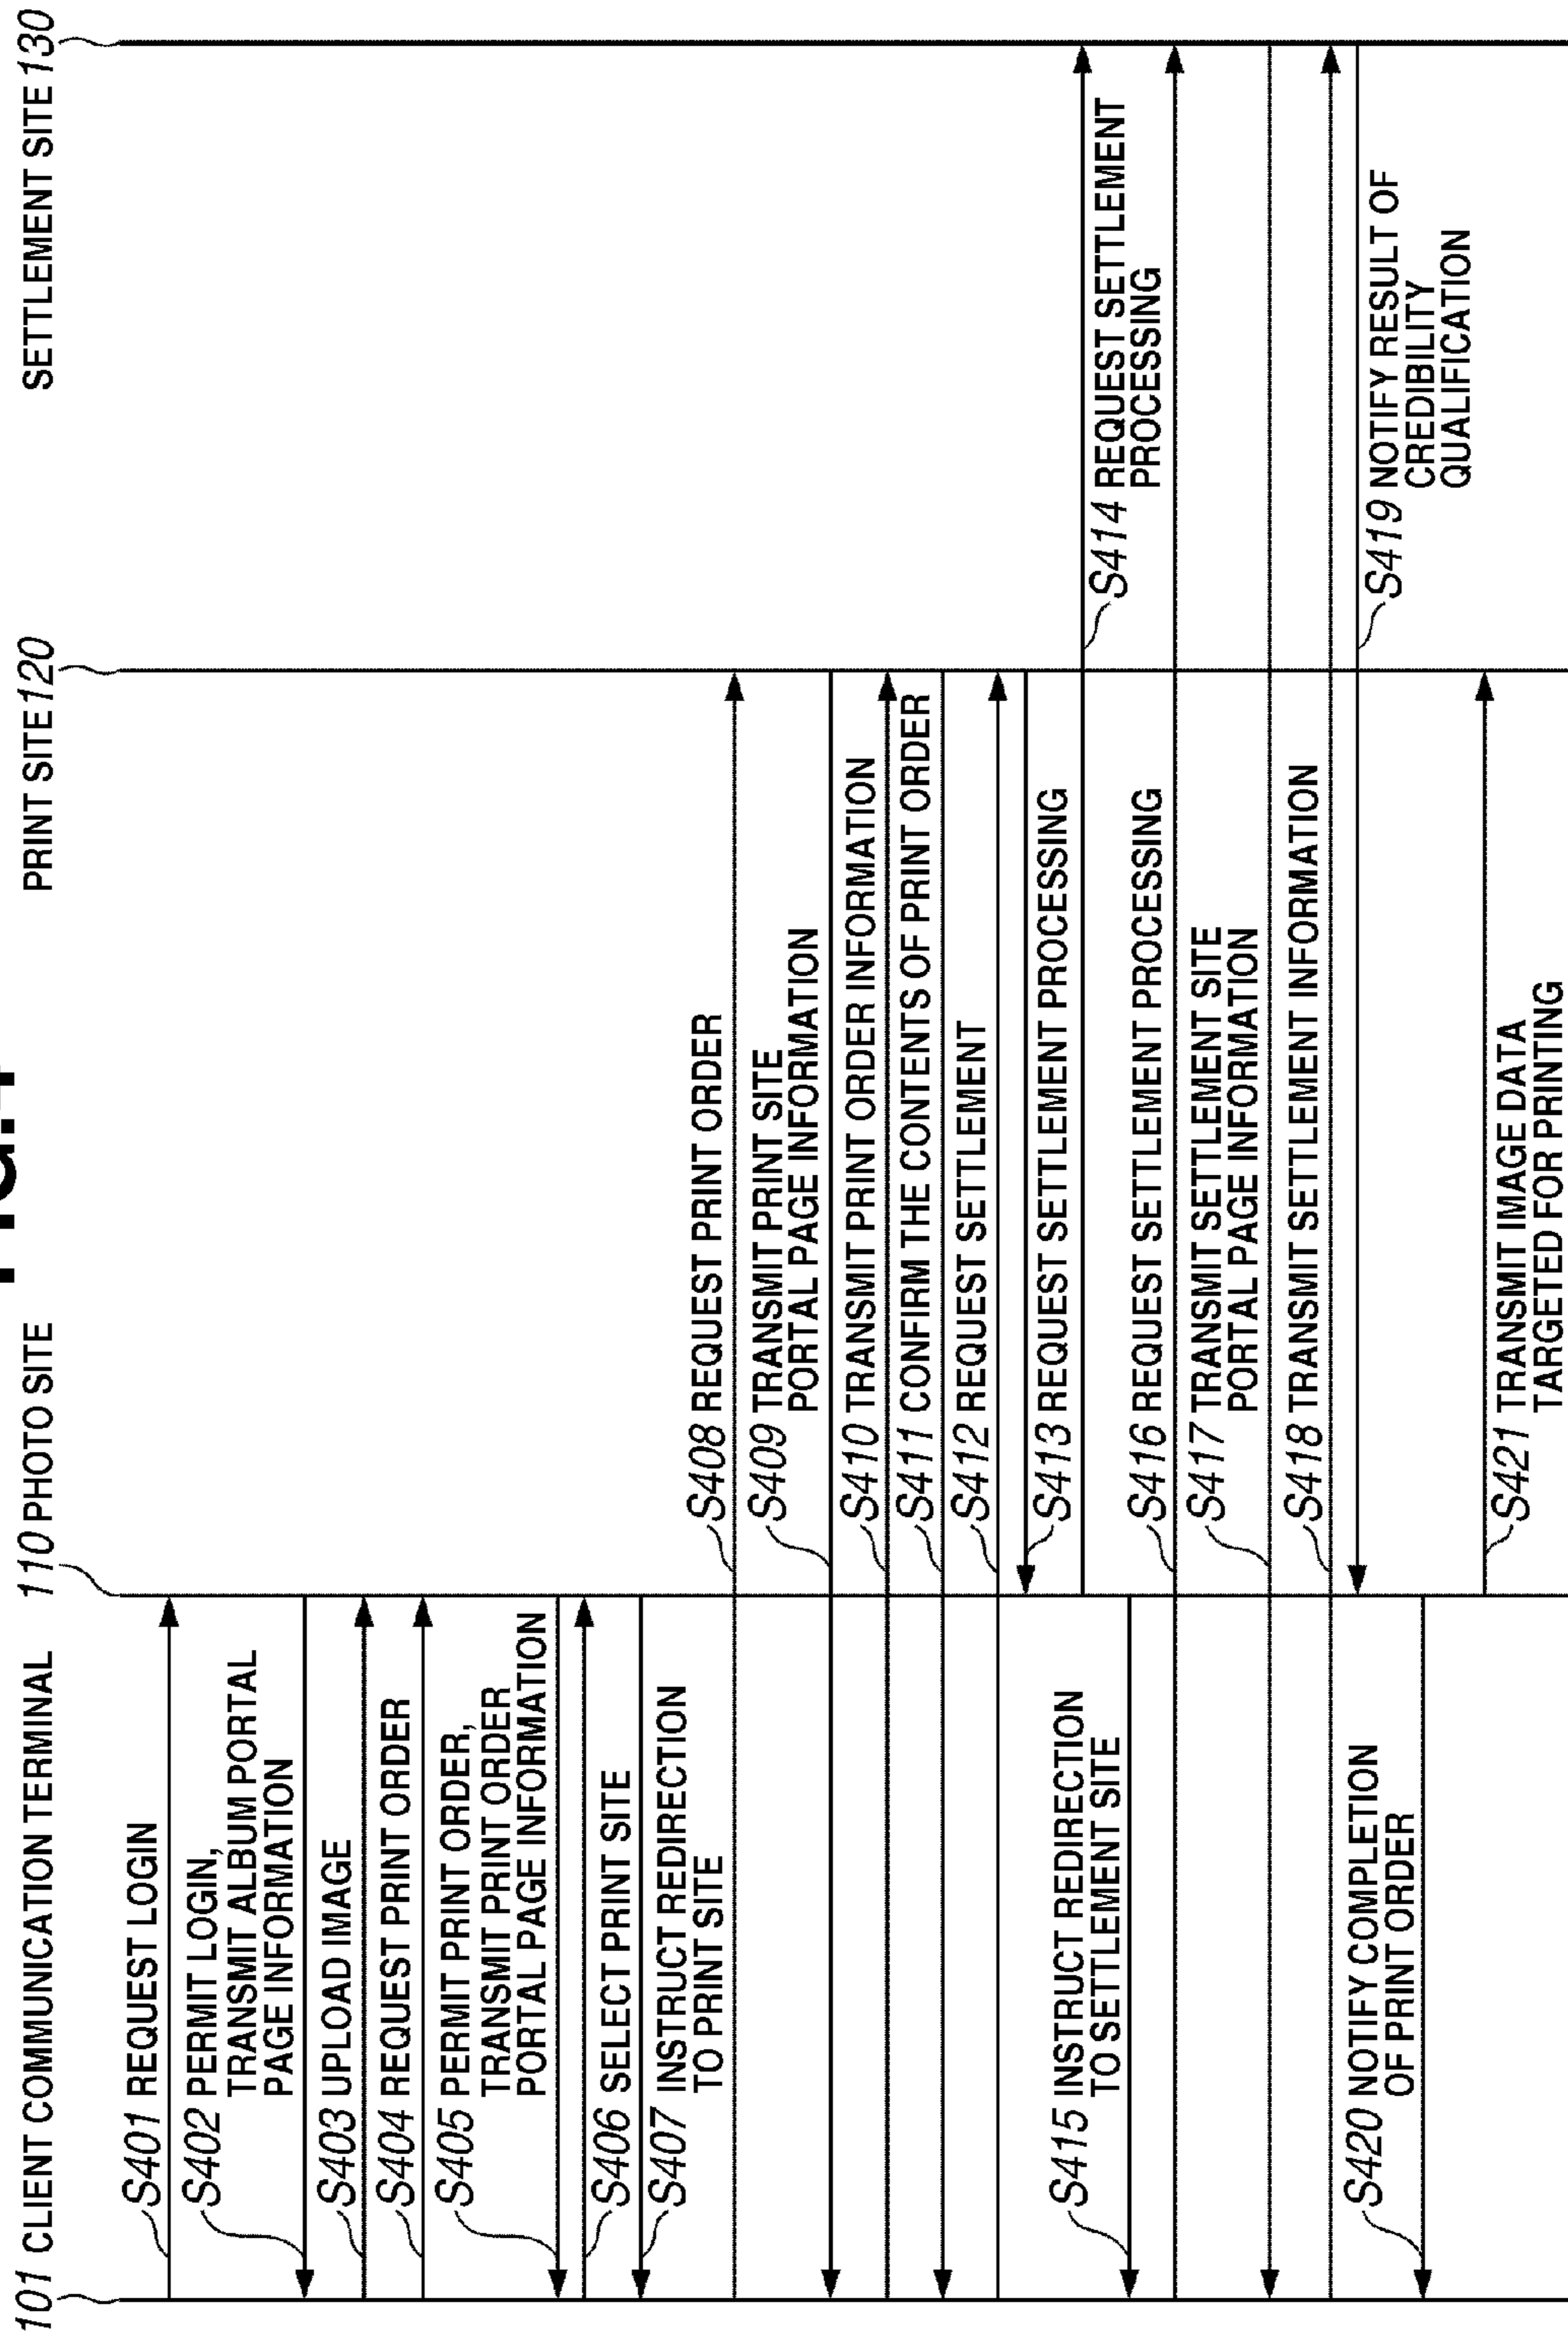 101 CLIENT COMMUNICATION TERMINAL
110 PHOTO SITE
PRINT SITE 120
SETTLEMENT SITE 130
S401 REQUEST LOGIN
S402 PERMIT LOGIN,
TRANSMIT ALBUM PORTAL
PAGE INFORMATION
S403 UPLOAD IMAGE
S404 REQUEST PRINT ORDER
S405 PERMIT PRINT ORDER,
TRANSMIT PRINT ORDER
PORTAL PAGE INFORMATION
S406 SELECT PRINT SITE
S407 INSTRUCT REDIRECTION
TO PRINT SITE
S408 REQUEST PRINT ORDER
S409 TRANSMIT PRINT SITE
PORTAL PAGE INFORMATION
S410 TRANSMIT PRINT ORDER INFORMATION
S411 CONFIRM THE CONTENTS OF PRINT ORDER
S412 REQUEST SETTLEMENT
S413 REQUEST SETTLEMENT PROCESSING
S414 REQUEST SETTLEMENT
PROCESSING
S415 INSTRUCT REDIRECTION
TO SETTLEMENT SITE
S416 REQUEST SETTLEMENT PROCESSING
S417 TRANSMIT SETTLEMENT SITE
PORTAL PAGE INFORMATION
S418 TRANSMIT SETTLEMENT INFORMATION
S419 NOTIFY RESULT OF
CREDIBILITY
QUALIFICATION
S420 NOTIFY COMPLETION
OF PRINT ORDER
S421 TRANSMIT IMAGE DATA
TARGETED FOR PRINTING